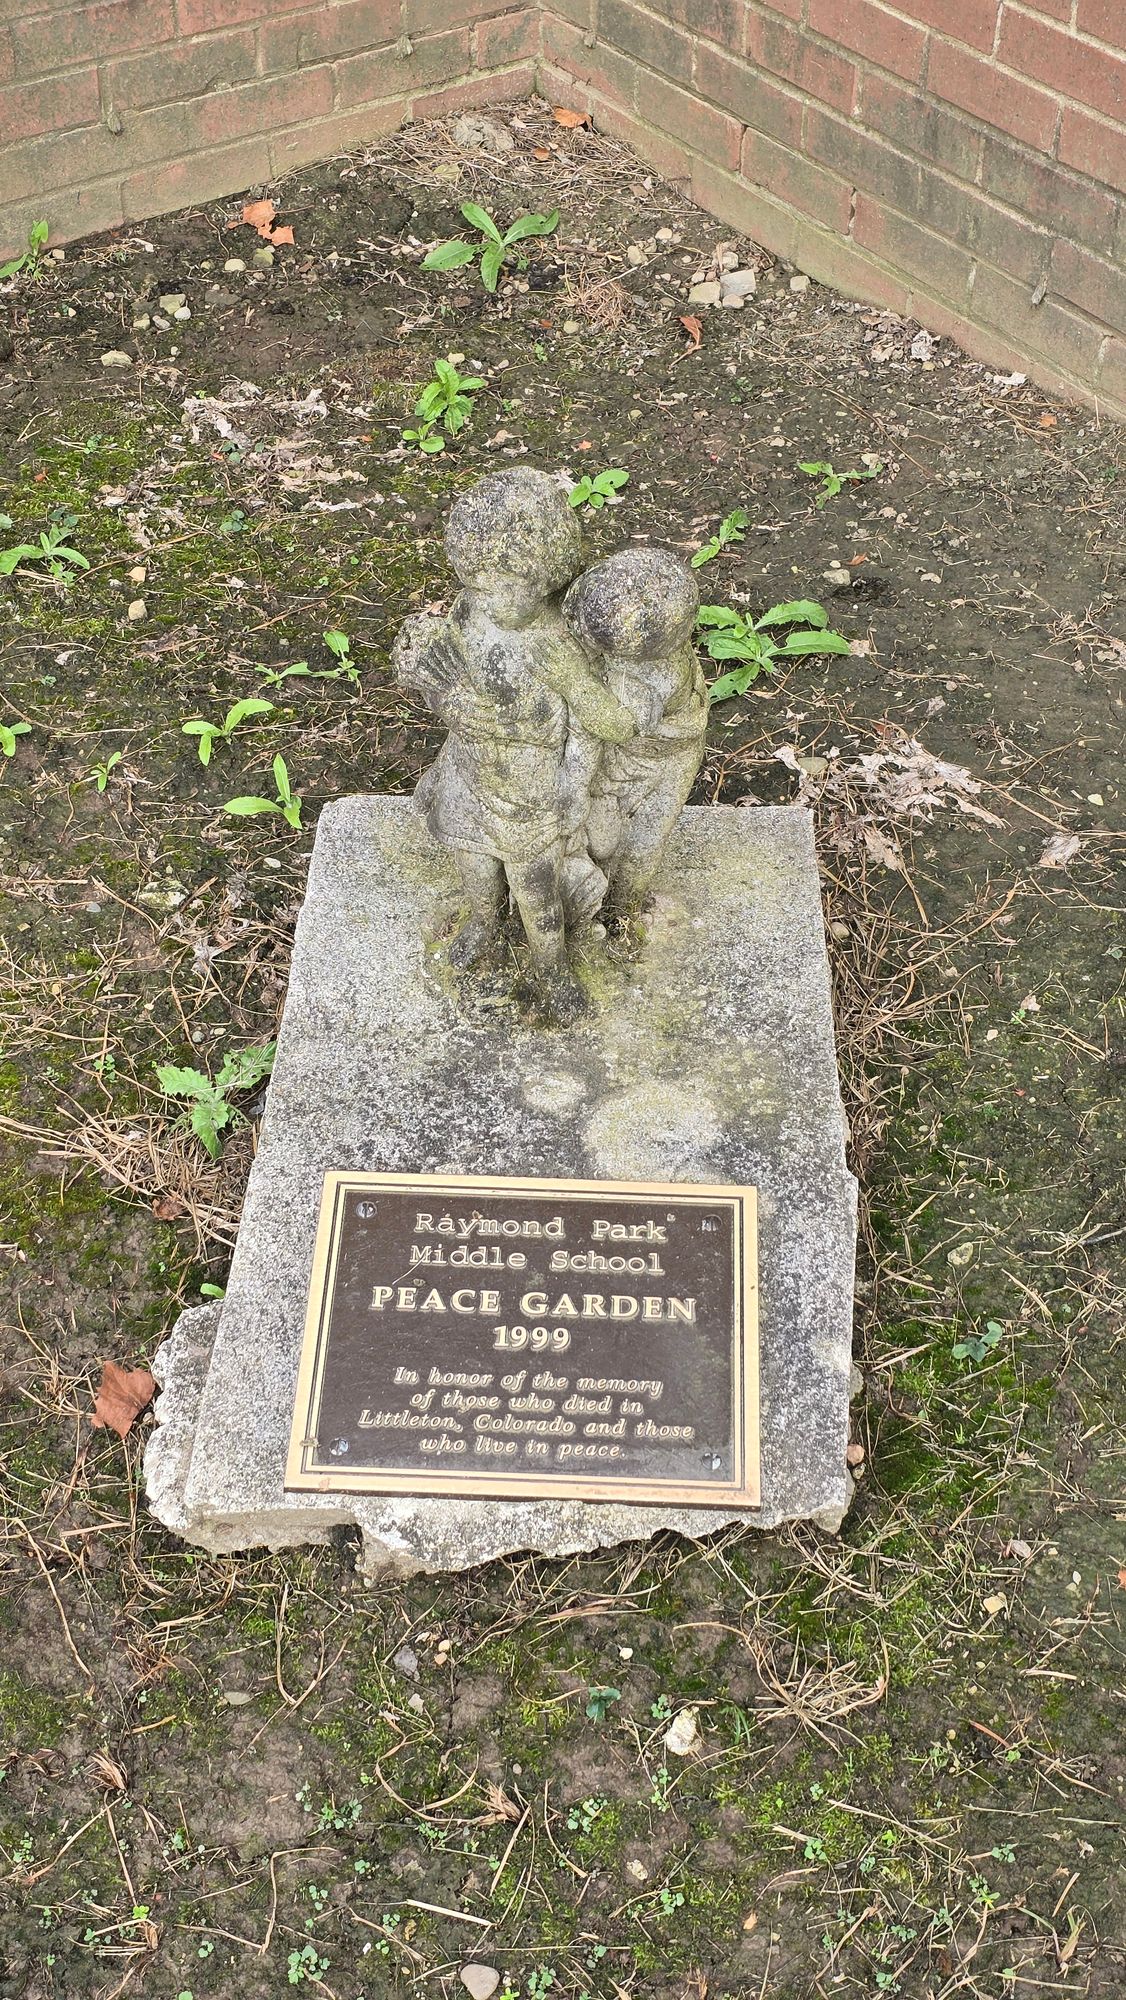 Raymond Park
Middle School
PEACE GARDEN
1999
In honor of the memory
of those who died in
Littleton, Colorado and those
who live in peace.